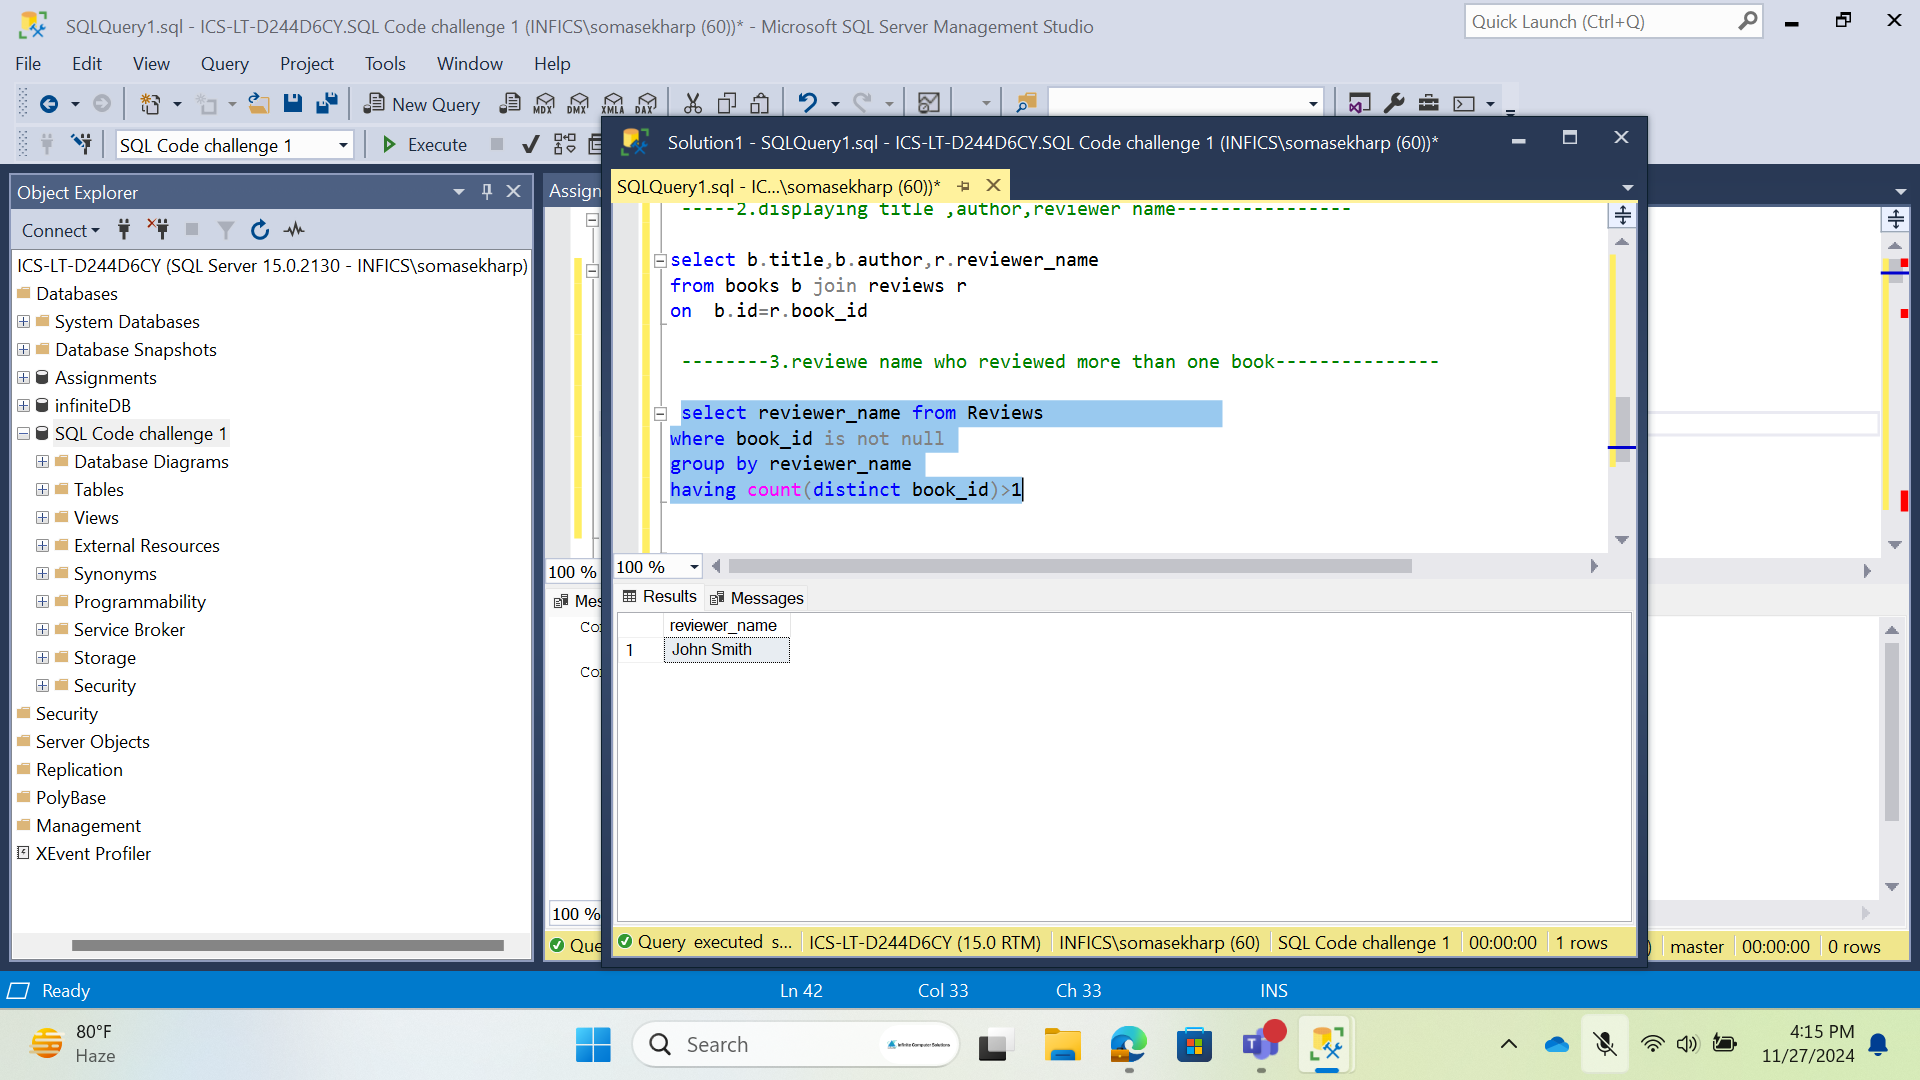 SQLQuery1.sql - ICS-LT-D244D6CY.SQL Code challenge 1 (INFICS\somasekharp (60))* - Microsoft SQL Server Management Studio
Quick Launch (Ctrl+Q)
File Edit View Query Project Tools Window Help
New Query MDX DMX XMLA DAX
SQL Code challenge 1 Execute
Object Explorer
Connect
ICS-LT-D244D6CY (SQL Server 15.0.2130 - INFICS\somasekharp)
Databases
System Databases
Database Snapshots
Assignments
infiniteDB
SQL Code challenge 1
Database Diagrams
Tables
Views
External Resources
Synonyms
Programmability
Service Broker
Storage
Security
Security
Server Objects
Replication
PolyBase
Management
XEvent Profiler
Assign
100 %
Mes
Co
Co
100 %
Que
Solution1 - SQLQuery1.sql - ICS-LT-D244D6CY.SQL Code challenge 1 (INFICS\somasekharp (60))*
SQLQuery1.sql - IC...\somasekharp (60))*
-----2.displaying title ,author,reviewer name----------------
select b.title,b.author,r.reviewer_name
from books b join reviews r
on  b.id=r.book_id
--------3.reviewe name who reviewed more than one book---------------
select reviewer_name from Reviews
where book_id is not null
group by reviewer_name
having count(distinct book_id)>1
100 %
Results Messages
reviewer_name
1 John Smith
Query executed s... ICS-LT-D244D6CY (15.0 RTM) INFICS\somasekharp (60) SQL Code challenge 1 00:00:00 1 rows
) master 00:00:00 0 rows
Ready Ln 42 Col 33 Ch 33 INS
80°F
Haze
Search
Infinite Computer Solutions
4:15 PM
11/27/2024